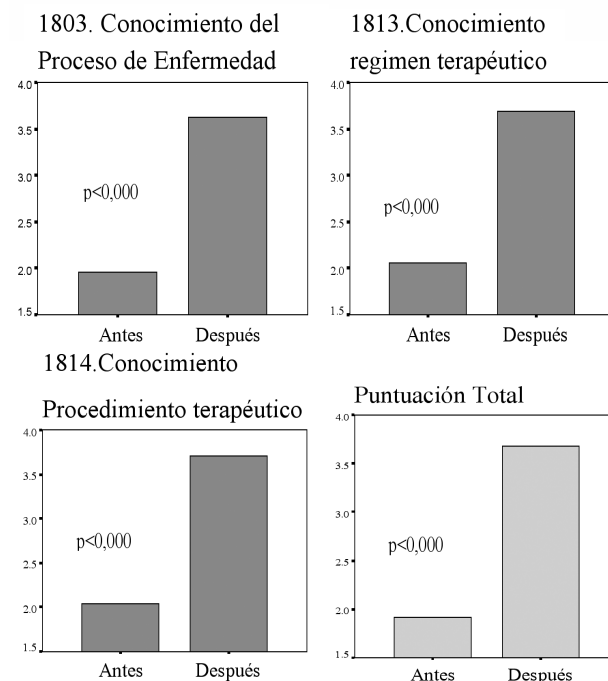 1803. Conocimiento del
Proceso de Enfermedad
4.0
3.5
3.0
2.5
2.0
1.5
p<0,000
Antes Después
1813.Conocimiento
regimen terapéutico
4.0
3.5
3.0
2.5
2.0
1.5
p<0,000
Antes Después
1814.Conocimiento
Procedimiento terapéutico
4.0
3.5
3.0
2.5
2.0
1.5
p<0,000
Antes Después
Puntuación Total
4.0
3.5
3.0
2.5
2.0
1.5
p<0,000
Antes Después